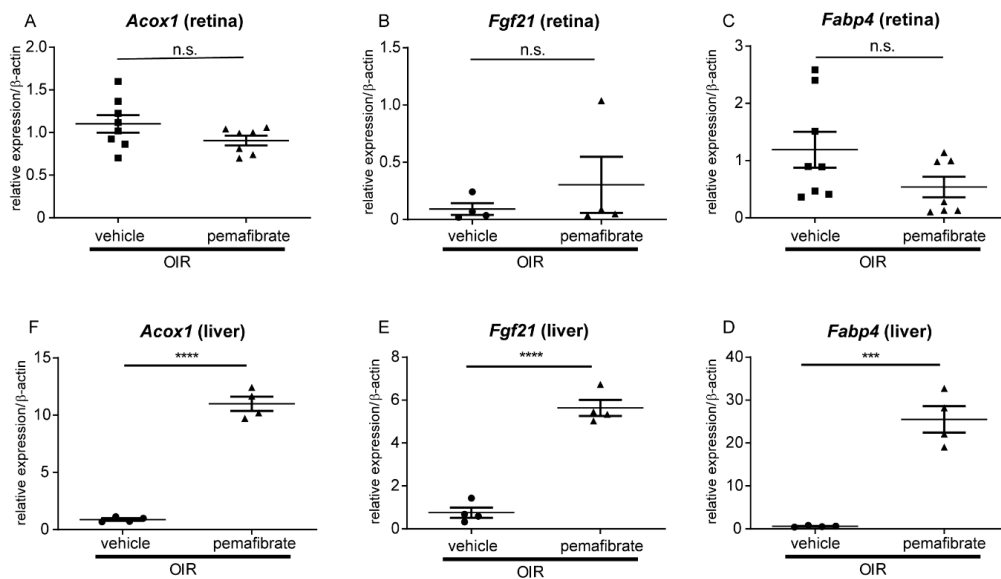 A
Acox1 (retina)
relative expression/β-actin
2.0
1.5
1.0
0.5
0
n.s.
vehicle
pemafibrate
OIR
B
Fgf21 (retina)
relative expression/β-actin
1.5
1.0
0.5
0
n.s.
vehicle
pemafibrate
OIR
C
Fabp4 (retina)
relative expression/β-actin
3
2
1
0
n.s.
vehicle
pemafibrate
OIR
F
Acox1 (liver)
relative expression/β-actin
15
10
5
0
****
vehicle
pemafibrate
OIR
E
Fgf21 (liver)
relative expression/β-actin
8
6
4
2
0
****
vehicle
pemafibrate
OIR
D
Fabp4 (liver)
relative expression/β-actin
40
30
20
10
0
***
vehicle
pemafibrate
OIR